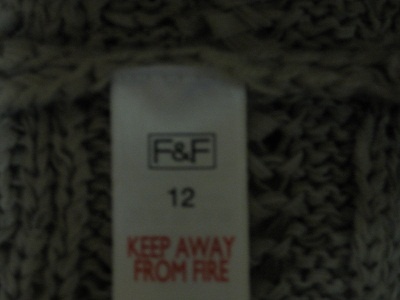 F&F
12
KEEP AWAY
FROM FIRE